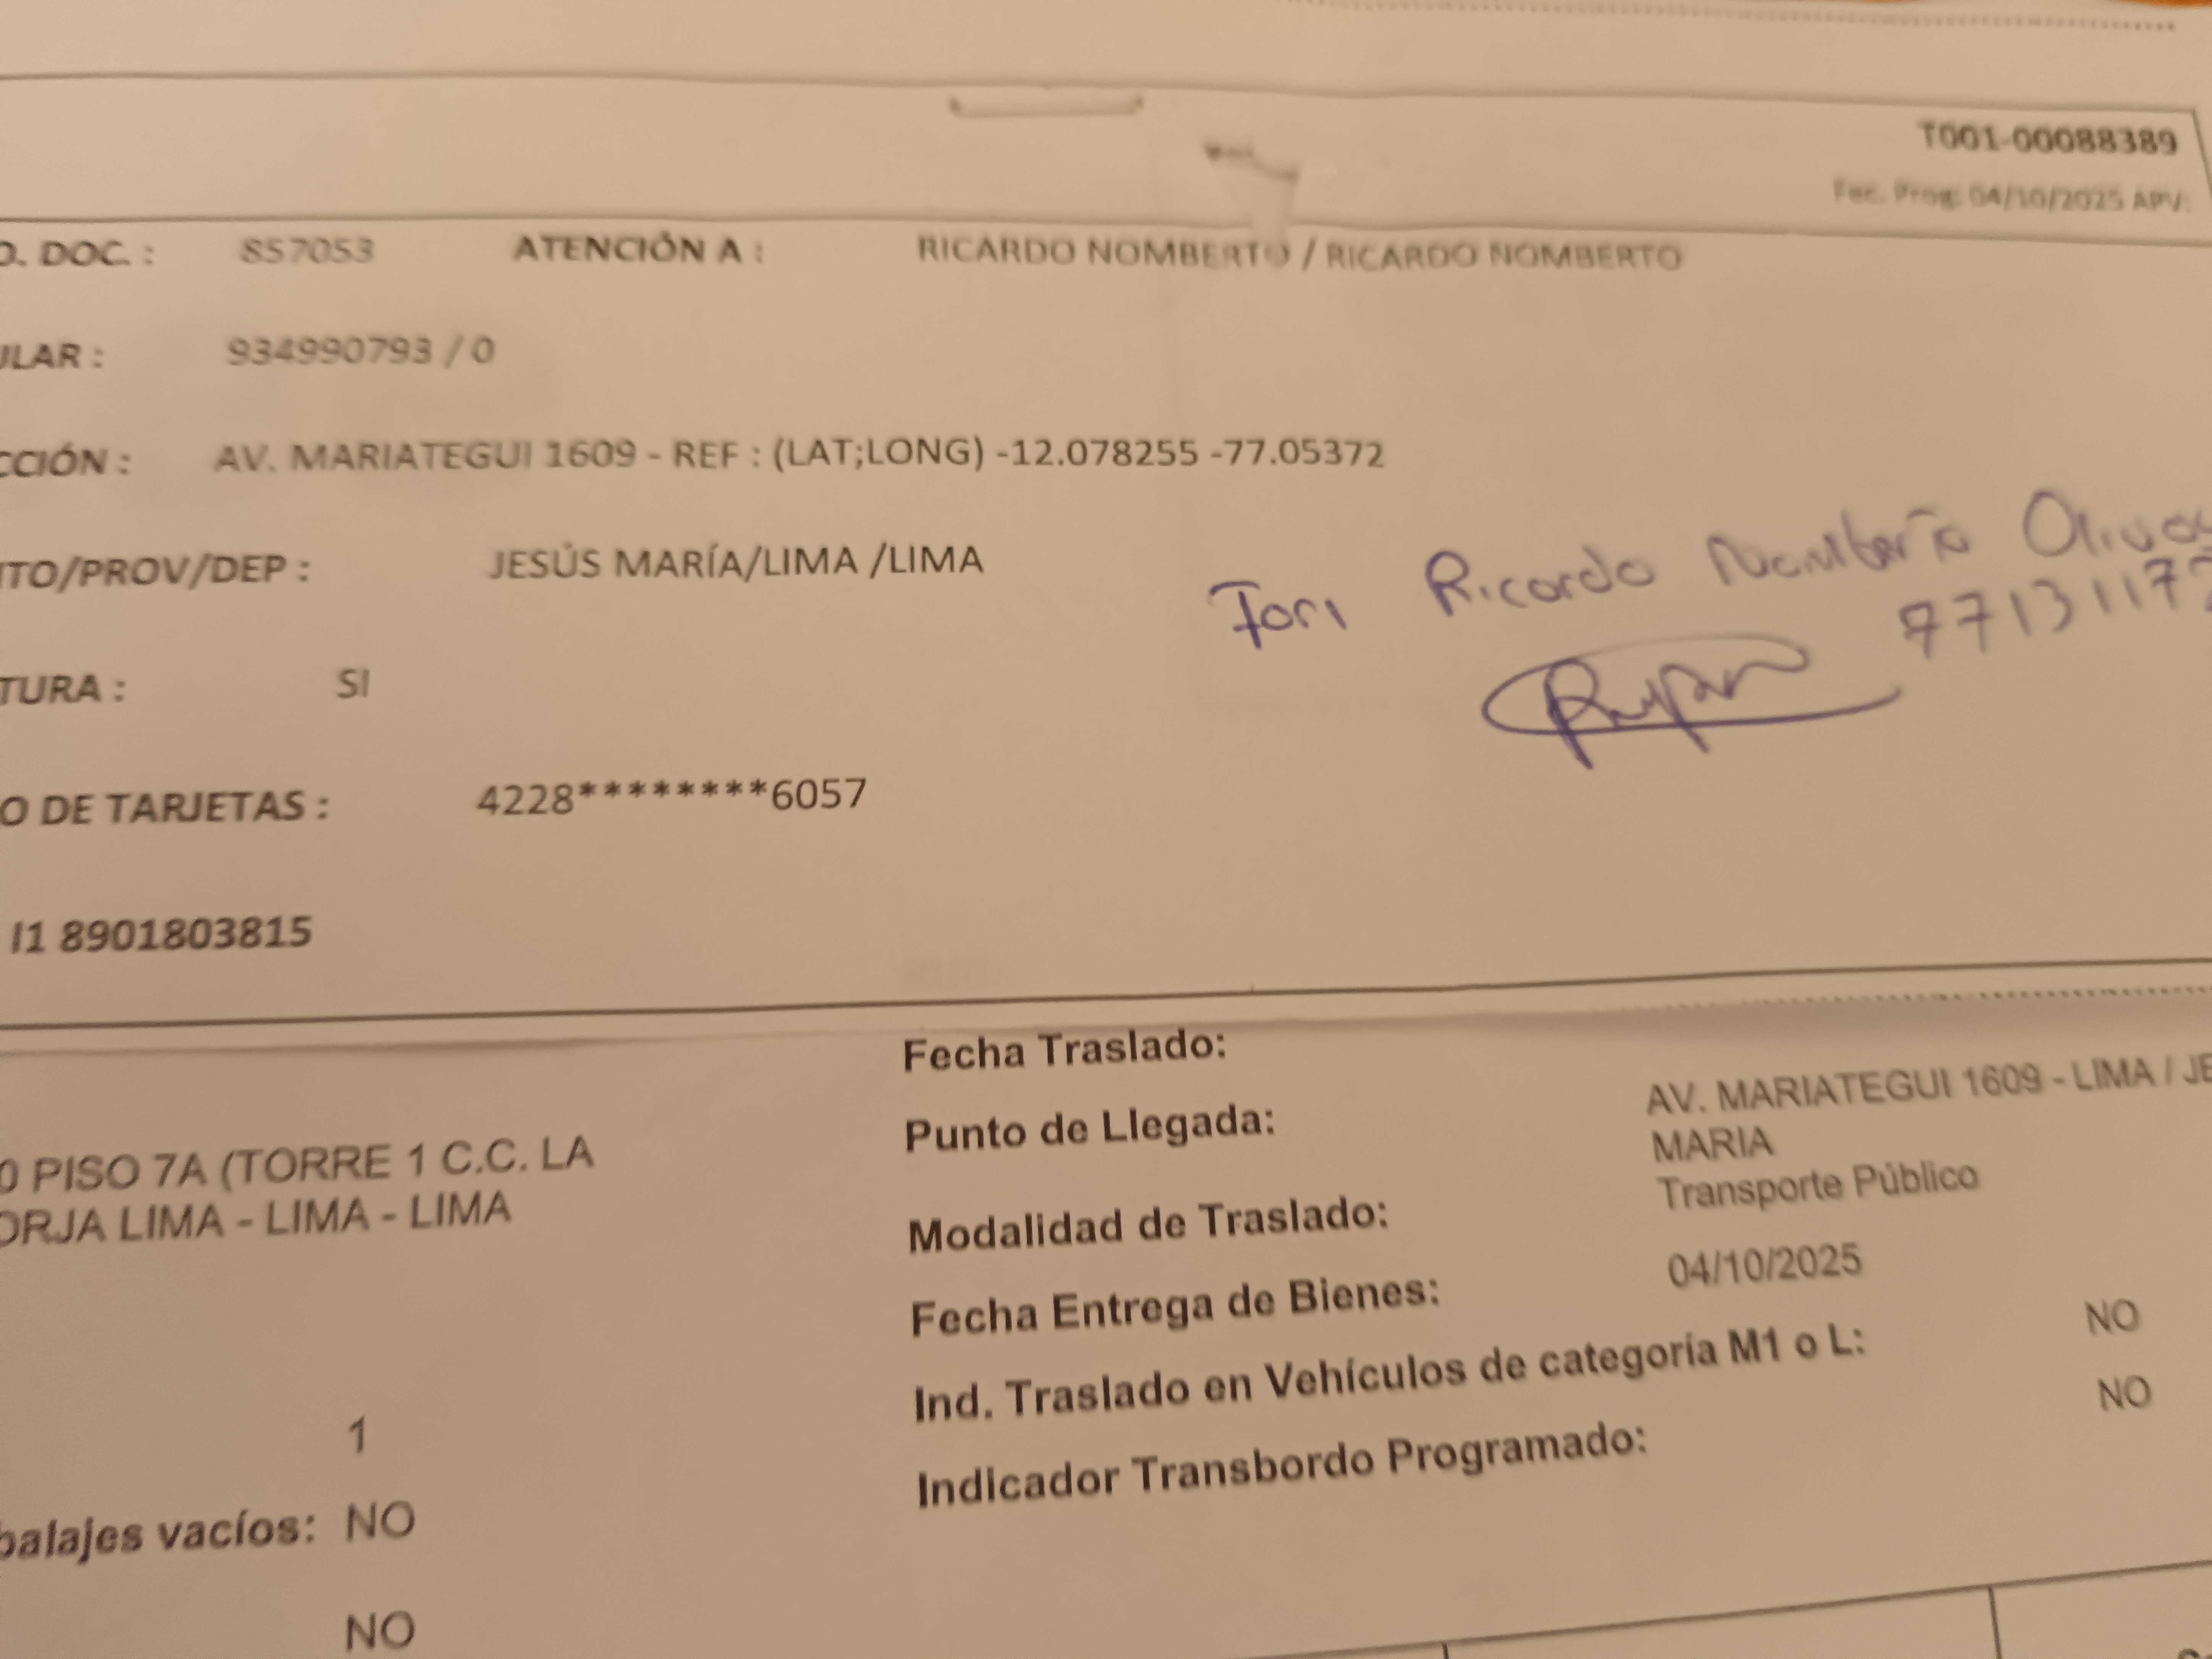 T001-00088389
Fec. Prog: 04/10/2025 APV:
O. DOC. : 857053 ATENCIÓN A : RICARDO NOMBERTO / RICARDO NOMBERTO
ULAR : 934990793 / 0
CCIÓN : AV. MARIATEGUI 1609 - REF : (LAT;LONG) -12.078255 -77.05372
ITO/PROV/DEP : JESÚS MARÍA/LIMA /LIMA
Ricardo Nomberto Olivos
7713117
TURA : SI
O DE TARJETAS : 4228********6057
I1 8901803815
Fecha Traslado:
Punto de Llegada: AV. MARIATEGUI 1609 - LIMA / JE
MARIA
0 PISO 7A (TORRE 1 C.C. LA
ORJA LIMA - LIMA - LIMA
Modalidad de Traslado: Transporte Público
Fecha Entrega de Bienes: 04/10/2025
Ind. Traslado en Vehículos de categoría M1 o L: NO
Indicador Transbordo Programado: NO
1
balajes vacíos: NO
NO